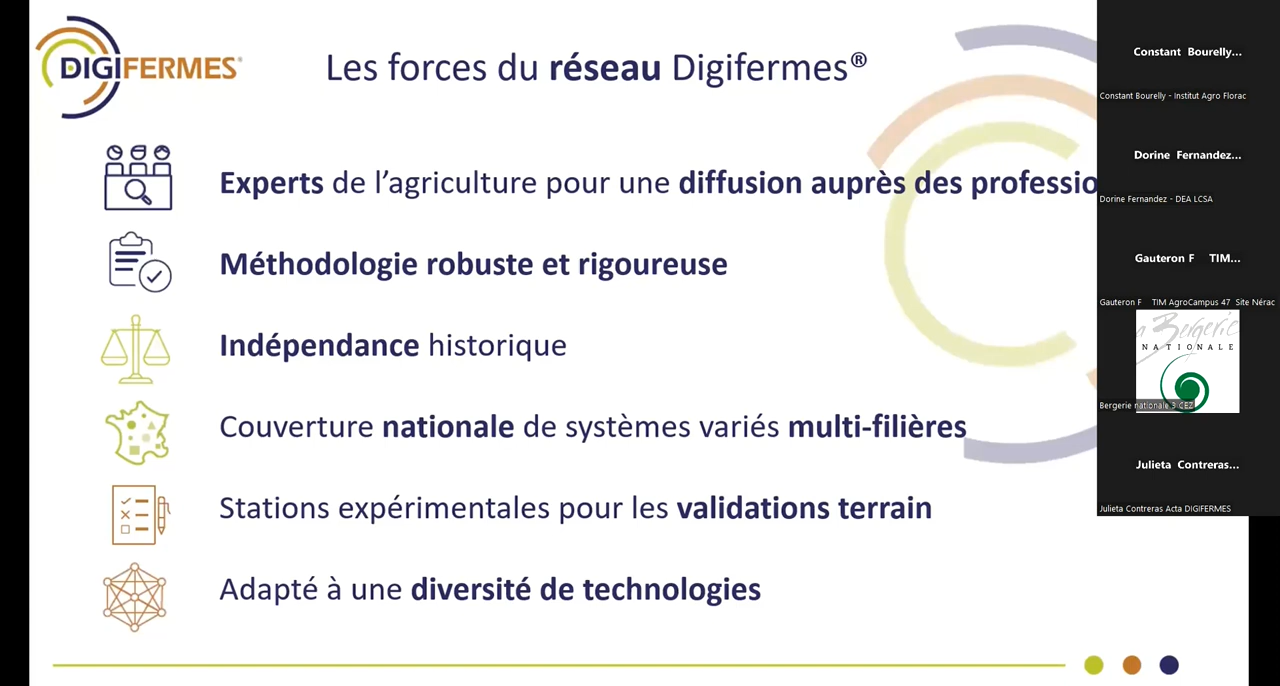 DIGIFERMES®
Les forces du réseau Digifermes®
Experts de l'agriculture pour une diffusion auprès des professio
Méthodologie robuste et rigoureuse
Indépendance historique
Couverture nationale de systèmes variés multi-filières
Stations expérimentales pour les validations terrain
Adapté à une diversité de technologies
Constant Bourelly...
Constant Bourelly - Institut Agro Florac
Dorine Fernandez...
Dorine Fernandez - DEA LCSA
Gauteron F TIM...
Gauteron F TIM AgroCampus 47 Site Nérac
a Bergerie
NATIONALE
Bergerie nationale 3 CEZ
Julieta Contreras...
Julieta Contreras Acta DIGIFERMES